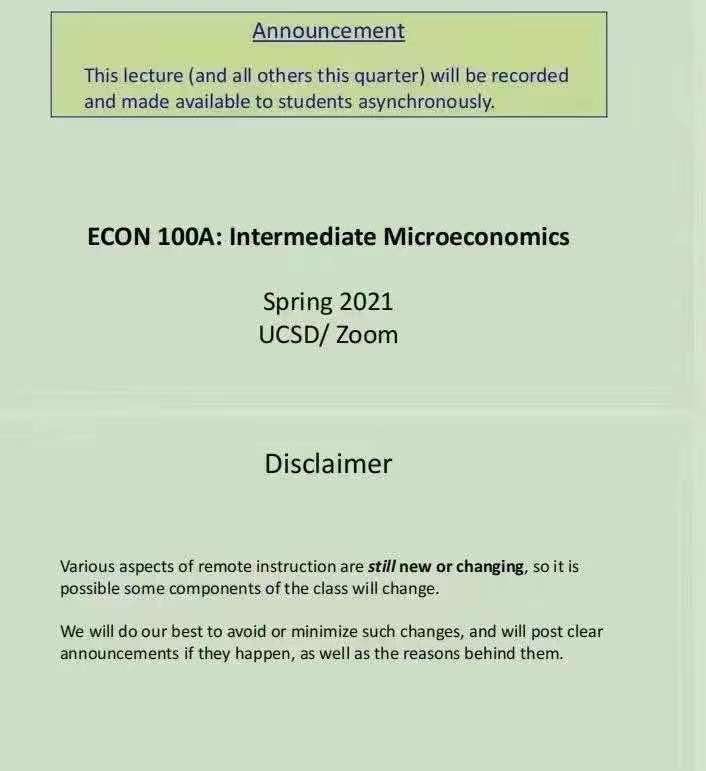 Announcement
This lecture (and all others this quarter) will be recorded
and made available to students asynchronously.
ECON 100A: Intermediate Microeconomics
Spring 2021
UCSD/ Zoom
Disclaimer
Various aspects of remote instruction are still new or changing, so it is
possible some components of the class will change.
We will do our best to avoid or minimize such changes, and will post clear
announcements if they happen, as well as the reasons behind them.